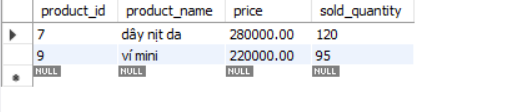 product_id product_name price sold_quantity
7 dây nịt da 280000.00 120
9 ví mini 220000.00 95
NULL NULL NULL NULL